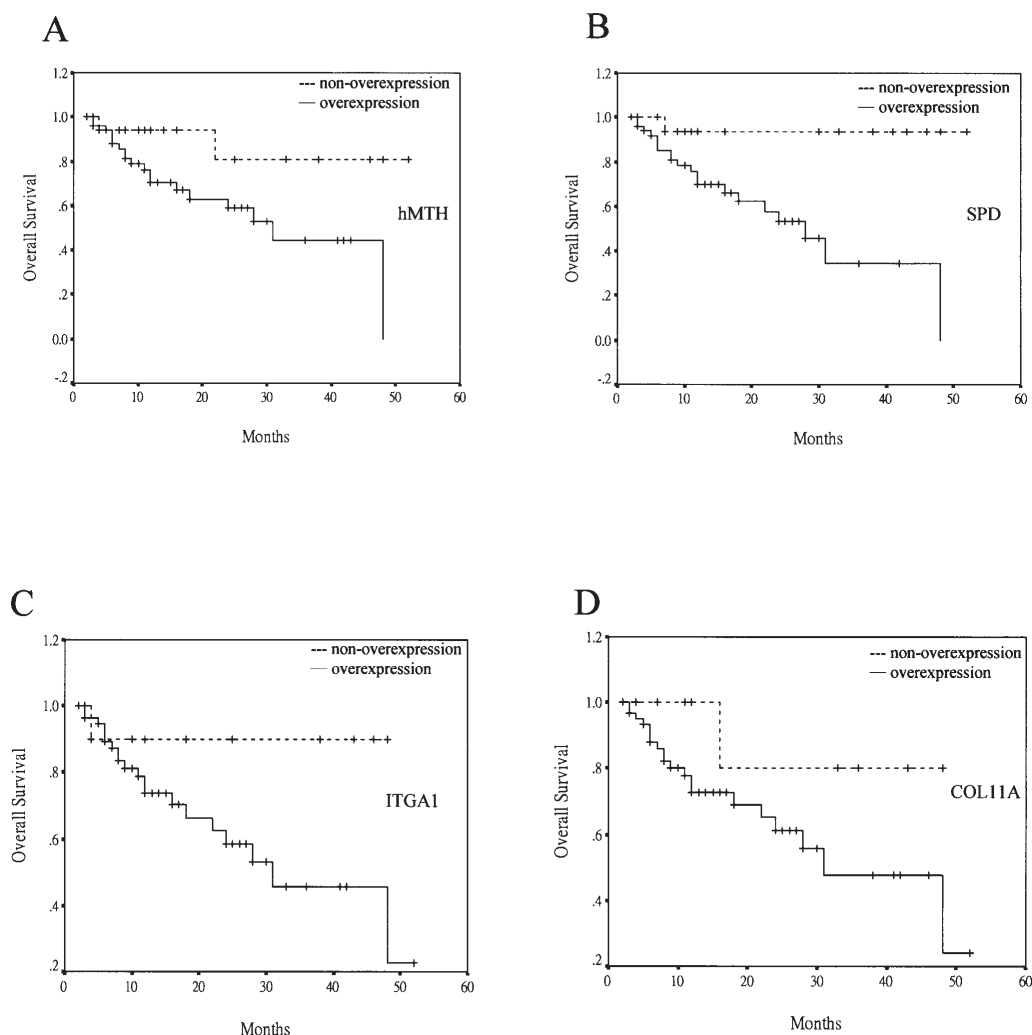 A
1.2
1.0
.8
.6
.4
.2
0.0
-.2
0
10
20
30
40
50
60
Overall Survival
Months
non-overexpression
overexpression
hMTH
B
1.2
1.0
.8
.6
.4
.2
0.0
-.2
0
10
20
30
40
50
60
Overall Survival
Months
non-overexpression
overexpression
SPD
C
1.2
1.0
.8
.6
.4
.2
0
10
20
30
40
50
60
Overall Survival
Months
non-overexpression
overexpression
ITGA1
D
1.2
1.0
.8
.6
.4
.2
0
10
20
30
40
50
60
Overall Survival
Months
non-overexpression
overexpression
COL11A